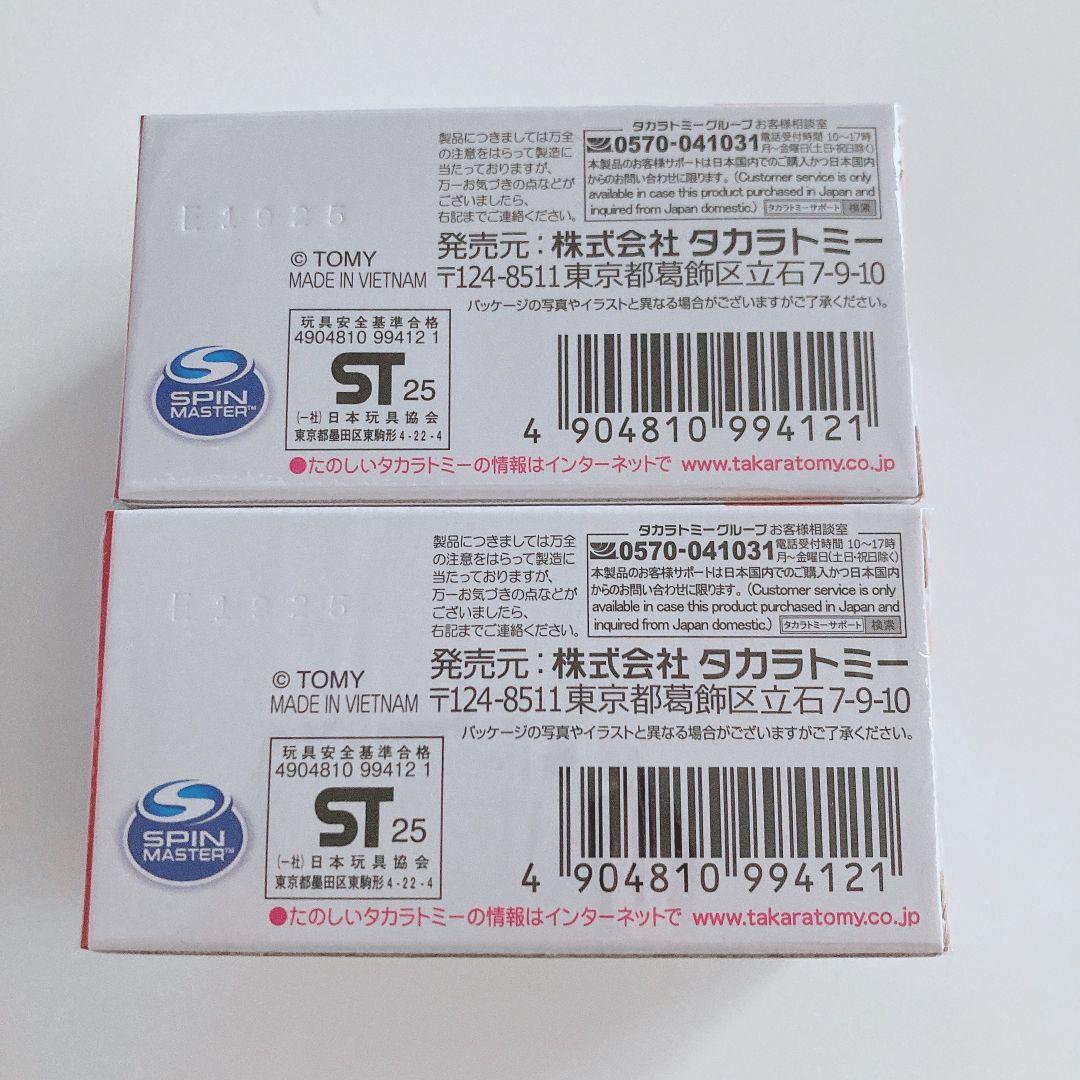 製品につきましては万全
の注意をはらって製造に
当たっておりますが、
万一お気づきの点などが
ございましたら、
右記までご連絡ください。
タカラトミーグループお客様相談室
0570-041031 電話受付時間 10〜17時
月〜金曜日(土日・祝日除く)
本製品のお客様サポートは日本国内でのご購入かつ日本国内
からのお問い合わせに限ります。(Customer service is only
available in case this product purchased in Japan and
inquired from Japan domestic.) タカラトミーサポート 検索
E1025
© TOMY
MADE IN VIETNAM
発売元：株式会社 タカラトミー
〒124-8511 東京都葛飾区立石 7-9-10
パッケージの写真やイラストと異なる場合がございますがご了承ください。
SPIN
MASTER™
玩具安全基準合格
4904810 99412 1
ST 25
(一社)日本玩具協会
東京都墨田区東駒形 4-22-4
4 904810 994121
●たのしいタカラトミーの情報はインターネットで www.takaratomy.co.jp
製品につきましては万全
の注意をはらって製造に
当たっておりますが、
万一お気づきの点などが
ございましたら、
右記までご連絡ください。
タカラトミーグループお客様相談室
0570-041031 電話受付時間 10〜17時
月〜金曜日(土日・祝日除く)
本製品のお客様サポートは日本国内でのご購入かつ日本国内
からのお問い合わせに限ります。(Customer service is only
available in case this product purchased in Japan and
inquired from Japan domestic.) タカラトミーサポート 検索
E1025
© TOMY
MADE IN VIETNAM
発売元：株式会社 タカラトミー
〒124-8511 東京都葛飾区立石 7-9-10
パッケージの写真やイラストと異なる場合がございますがご了承ください。
SPIN
MASTER™
玩具安全基準合格
4904810 99412 1
ST 25
(一社)日本玩具協会
東京都墨田区東駒形 4-22-4
4 904810 994121
●たのしいタカラトミーの情報はインターネットで www.takaratomy.co.jp